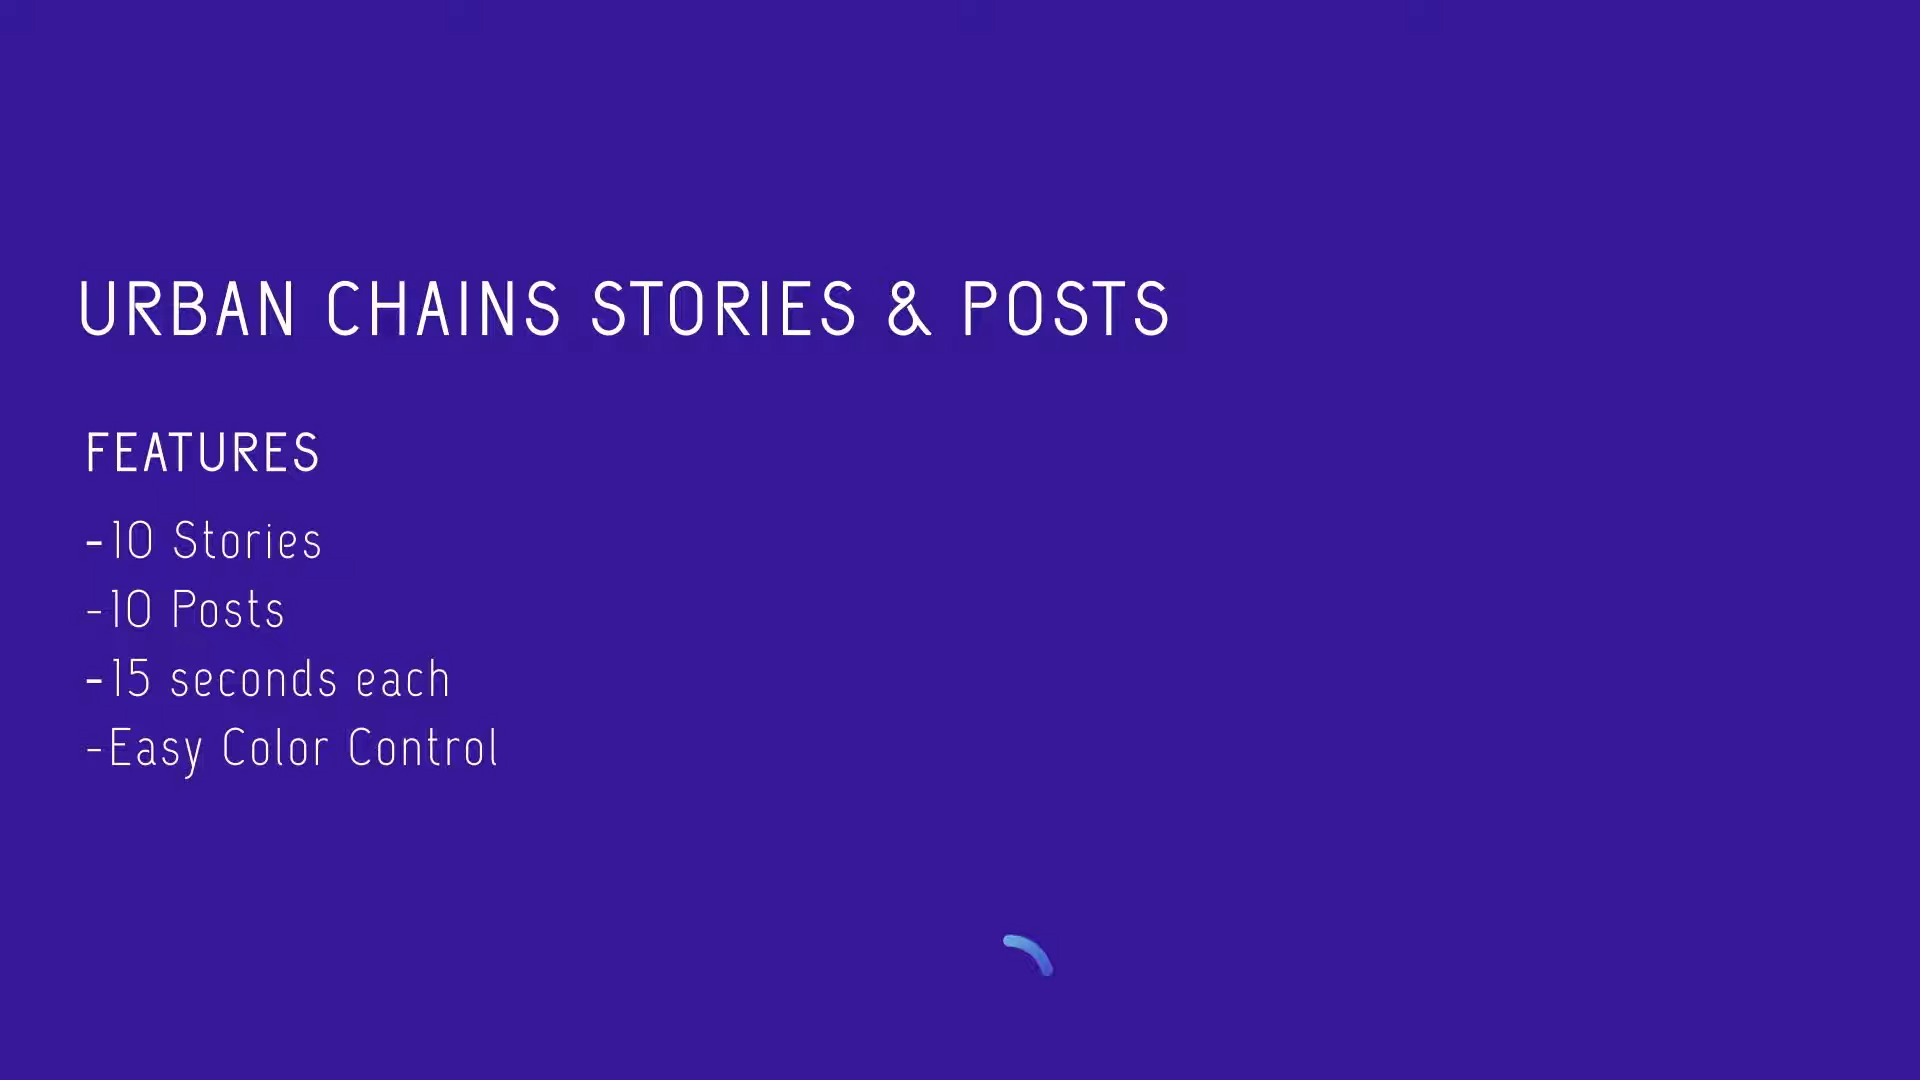 URBAN CHAINS STORIES & POSTS
FEATURES
-10 Stories
-10 Posts
-15 seconds each
-Easy Color Control